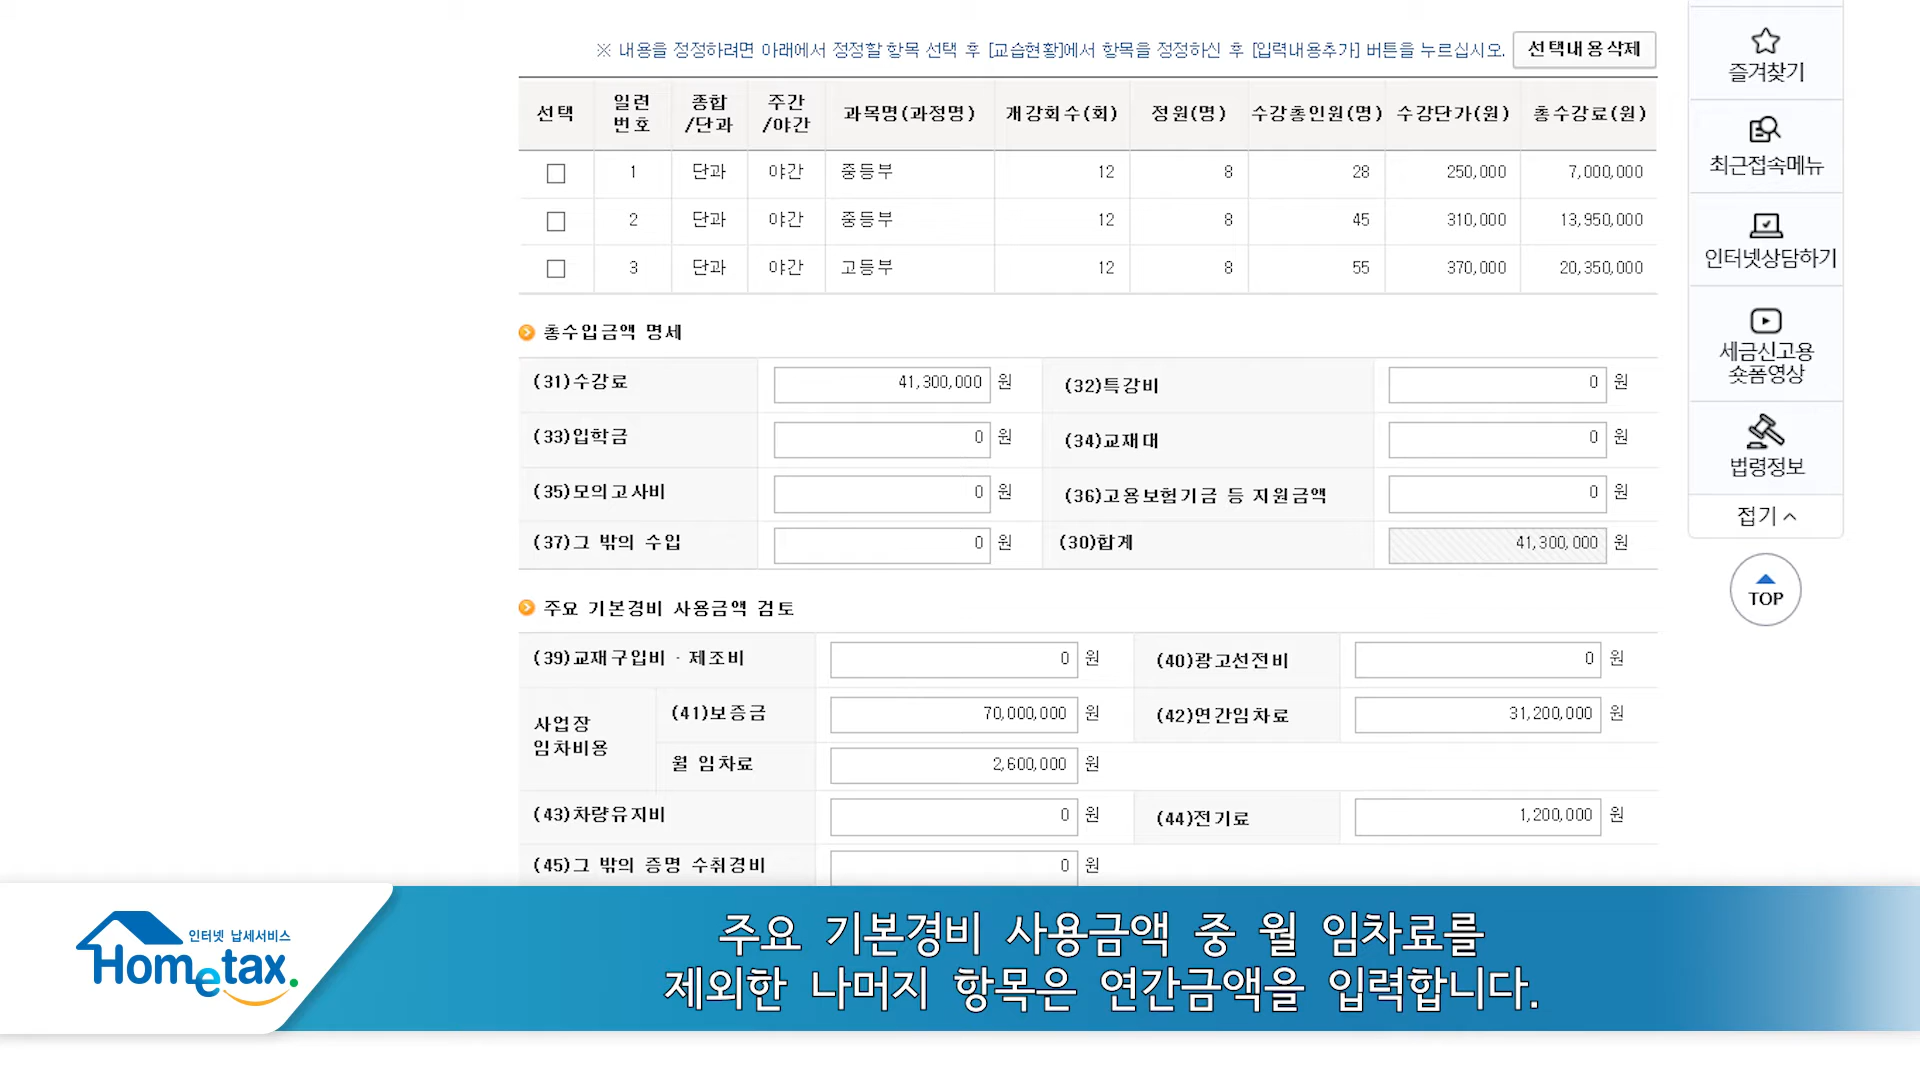 ※ 내용을 정정하려면 아래에서 정정할 항목 선택 후 [교습현황]에서 항목을 정정하신 후 [입력내용추가] 버튼을 누르십시오. 선택내용삭제
선택 일련번호 종합/단과 주간/야간 과목명(과정명) 개강회수(회) 정원(명) 수강총인원(명) 수강단가(원) 총수강료(원)
1 단과 야간 중등부 12 8 28 250,000 7,000,000
2 단과 야간 중등부 12 8 45 310,000 13,950,000
3 단과 야간 고등부 12 8 55 370,000 20,350,000
총수입금액 명세
(31)수강료 41,300,000 원 (32)특강비 0 원
(33)입학금 0 원 (34)교재대 0 원
(35)모의고사비 0 원 (36)고용보험기금 등 지원금액 0 원
(37)그 밖의 수입 0 원 (30)합계 41,300,000 원
주요 기본경비 사용금액 검토
(39)교재구입비 · 제조비 0 원 (40)광고선전비 0 원
사업장 임차비용 (41)보증금 70,000,000 원 (42)연간임차료 31,200,000 원
월 임차료 2,600,000 원
(43)차량유지비 0 원 (44)전기료 1,200,000 원
(45)그 밖의 증명 수취경비 0 원
즐겨찾기
최근접속메뉴
인터넷상담하기
세금신고용
숏폼영상
법령정보
접기
TOP
인터넷 납세서비스
Hometax.
주요 기본경비 사용금액 중 월 임차료를
제외한 나머지 항목은 연간금액을 입력합니다.